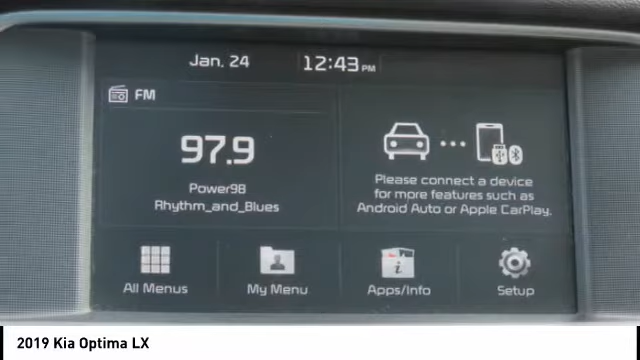 Jan. 24
12:43 PM
FM
97.9
Power98
Rhythm_and_Blues
Please connect a device
for more features such as
Android Auto or Apple CarPlay.
All Menus
My Menu
Apps/Info
Setup
2019 Kia Optima LX